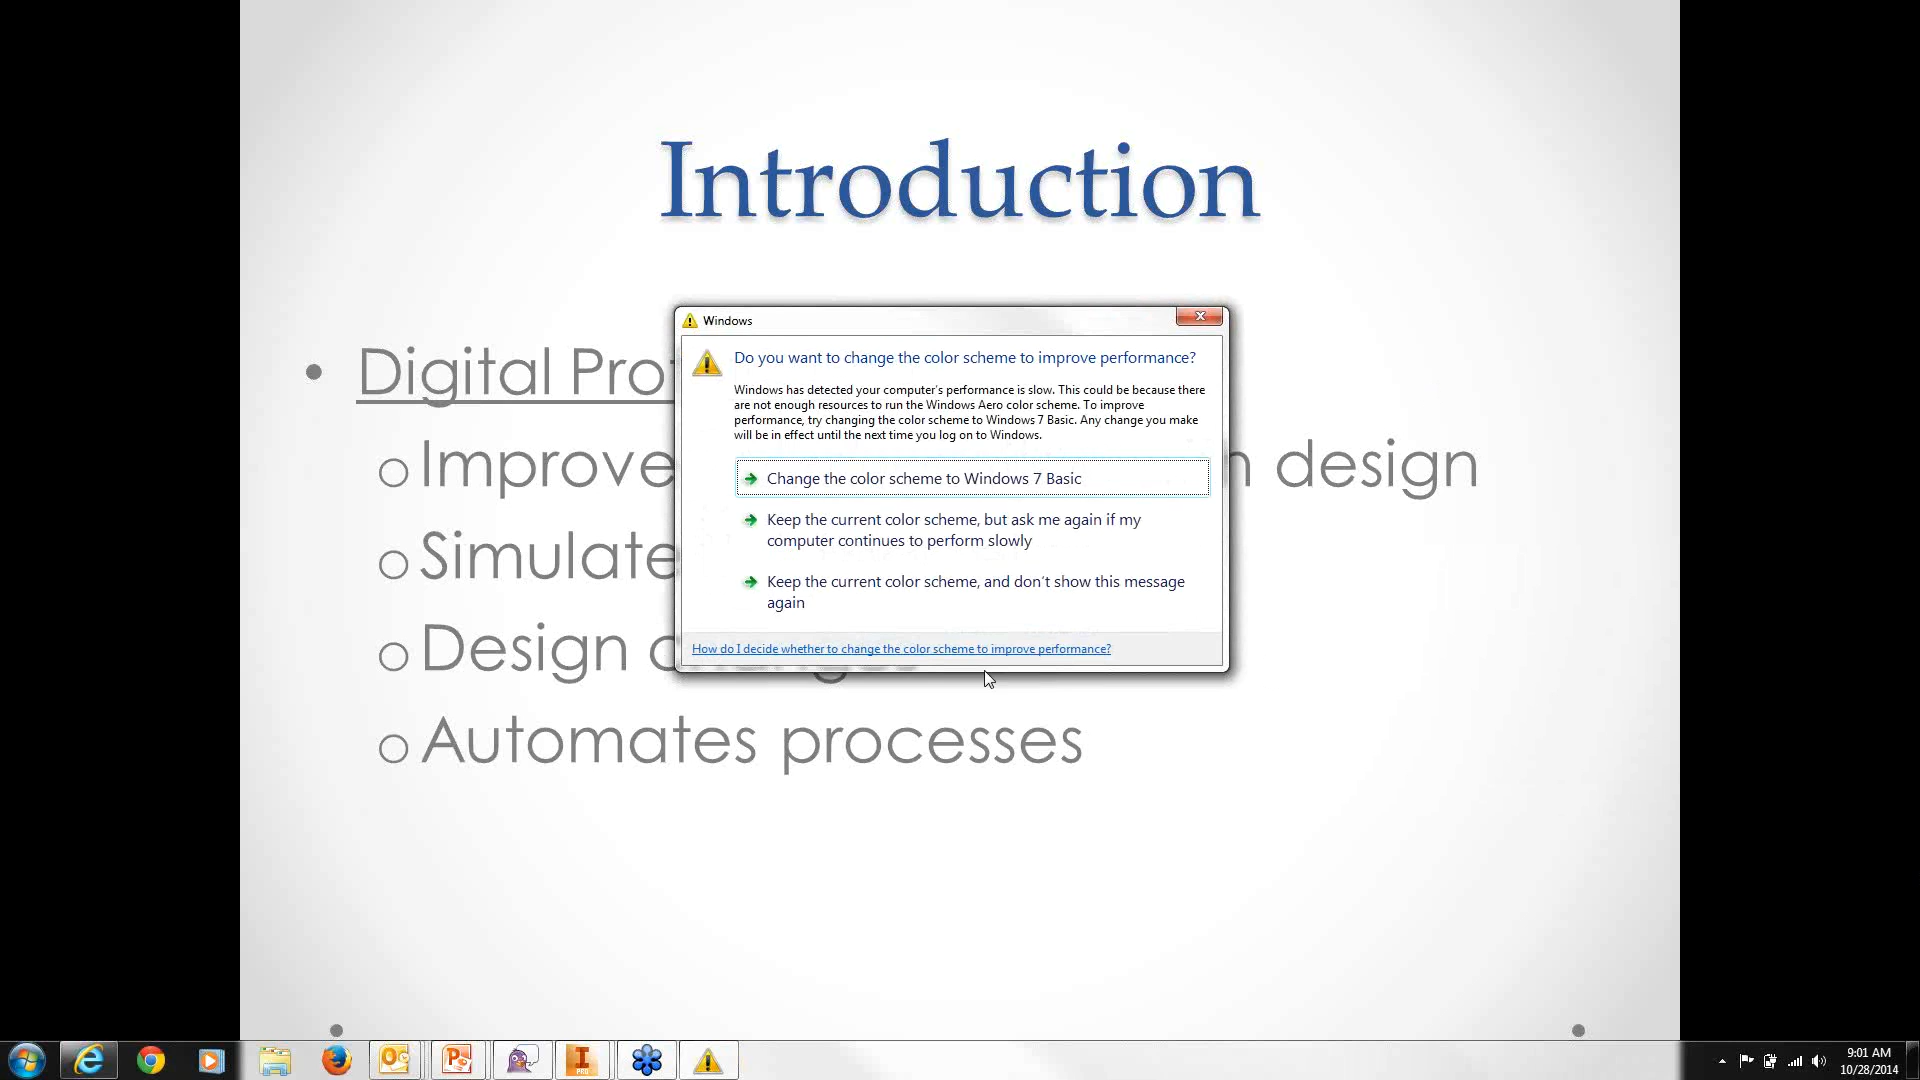 Introduction
Windows
Do you want to change the color scheme to improve performance?
Windows has detected your computer's performance is slow. This could be because there
are not enough resources to run the Windows Aero color scheme. To improve
performance, try changing the color scheme to Windows 7 Basic. Any change you make
will be in effect until the next time you log on to Windows.
Change the color scheme to Windows 7 Basic
Keep the current color scheme, but ask me again if my
computer continues to perform slowly
Keep the current color scheme, and don't show this message
again
How do I decide whether to change the color scheme to improve performance?
• Digital
Improve design
Simulate
Design
Automates processes
PRO
9:01 AM
10/28/2014